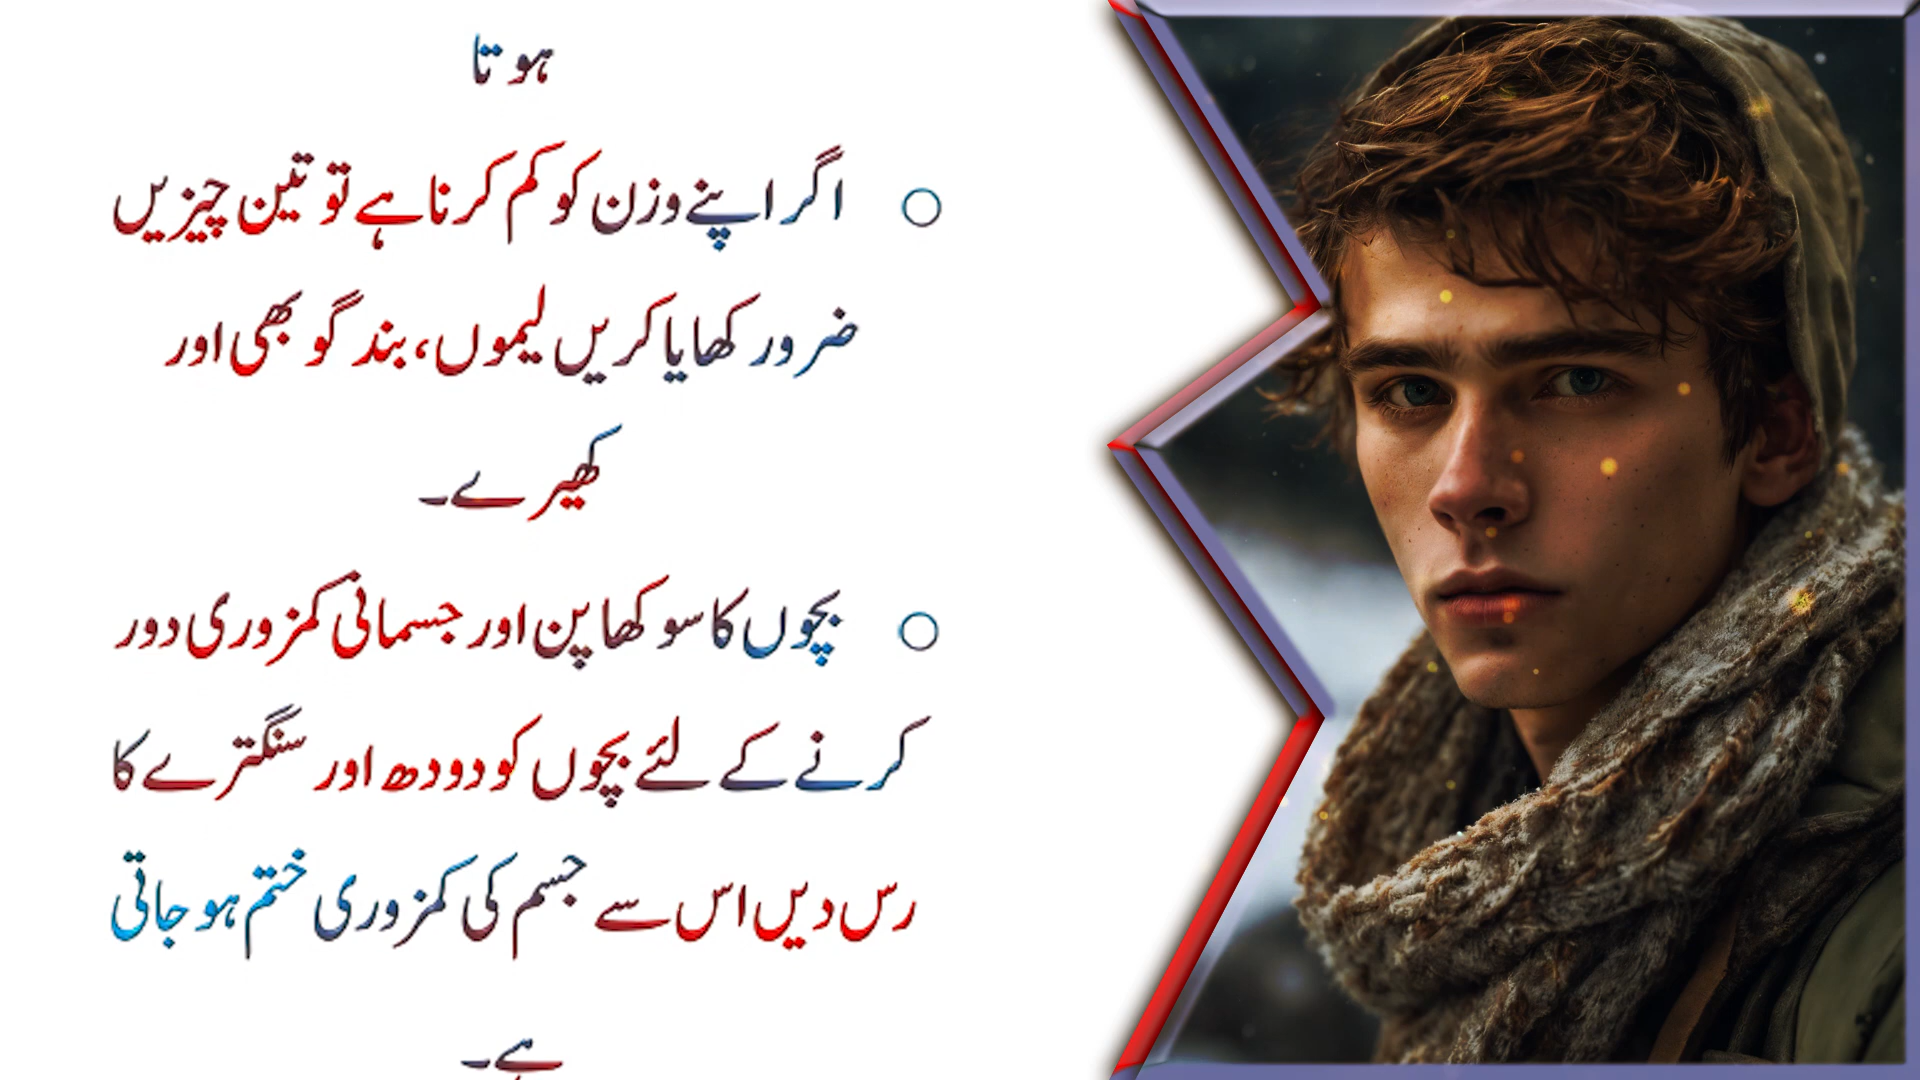 ہوتا
اگر اپنے وزن کو کم کرنا ہے تو تین چیزیں
ضرور کھایا کریں لیموں، بند گوبھی اور
کھیرے۔
بچوں کا سوکھا پن اور جسمانی کمزوری دور
کرنے کے لئے بچوں کو دودھ اور سنگترے کا
رس دیں اس سے جسم کی کمزوری ختم ہو جاتی
ہے۔